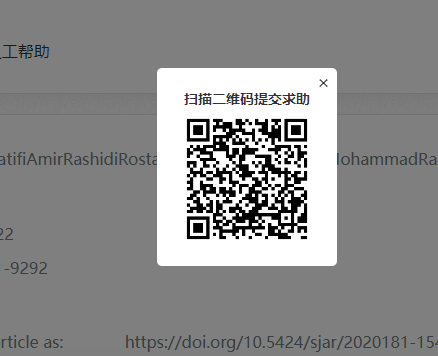 工帮助
×
扫描二维码提交求助
atifiAmirRashidiRosta ohammadRa
22
-9292
rticle as: https://doi.org/10.5424/sjar/2020181-154